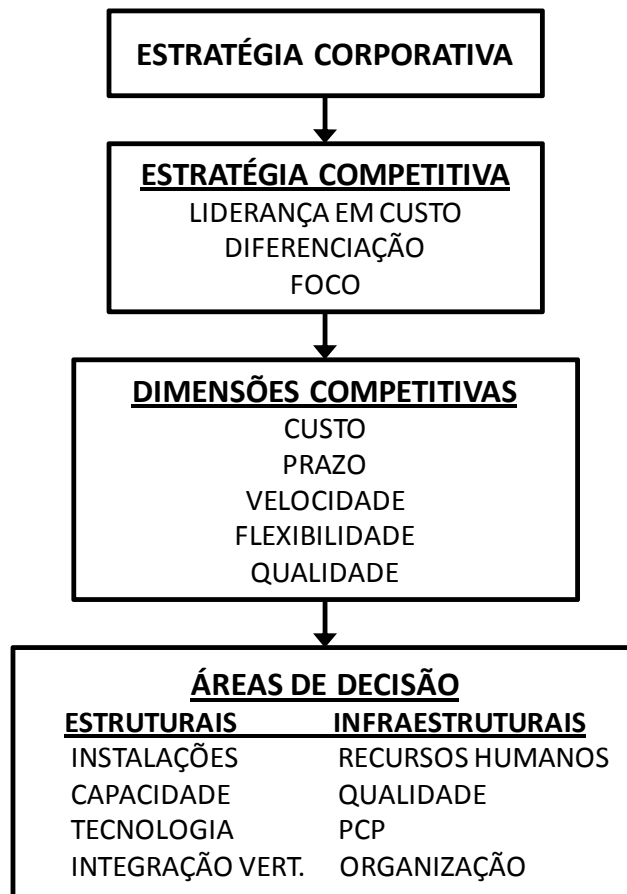 ESTRATÉGIA CORPORATIVA
ESTRATÉGIA COMPETITIVA
LIDERANÇA EM CUSTO
DIFERENCIAÇÃO
FOCO
DIMENSÕES COMPETITIVAS
CUSTO
PRAZO
VELOCIDADE
FLEXIBILIDADE
QUALIDADE
ÁREAS DE DECISÃO
ESTRUTURAIS INFRAESTRUTURAIS
INSTALAÇÕES RECURSOS HUMANOS
CAPACIDADE QUALIDADE
TECNOLOGIA PCP
INTEGRAÇÃO VERT. ORGANIZAÇÃO